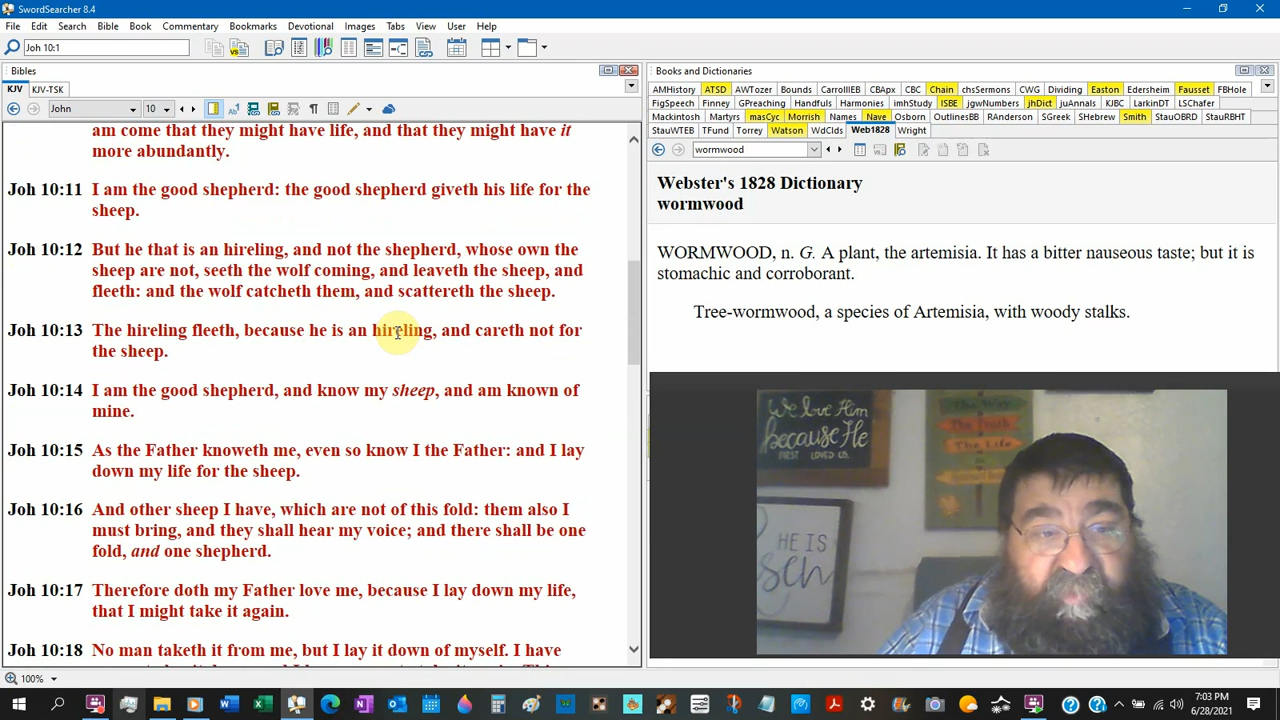 SwordSearcher 8.4
File Edit Search Bible Book Commentary Bookmarks Devotional Images Tabs View User Help
Joh 10:1
Bibles
KJV KJV-TSK
John 10
am come that they might have life, and that they might have it
more abundantly.
Joh 10:11 I am the good shepherd: the good shepherd giveth his life for the
sheep.
Joh 10:12 But he that is an hireling, and not the shepherd, whose own the
sheep are not, seeth the wolf coming, and leaveth the sheep, and
fleeth: and the wolf catcheth them, and scattereth the sheep.
Joh 10:13 The hireling fleeth, because he is an hireling, and careth not for
the sheep.
Joh 10:14 I am the good shepherd, and know my sheep, and am known of
mine.
Joh 10:15 As the Father knoweth me, even so know I the Father: and I lay
down my life for the sheep.
Joh 10:16 And other sheep I have, which are not of this fold: them also I
must bring, and they shall hear my voice; and there shall be one
fold, and one shepherd.
Joh 10:17 Therefore doth my Father love me, because I lay down my life,
that I might take it again.
Joh 10:18 No man taketh it from me, but I lay it down of myself. I have
100%
Books and Dictionaries
AMHistory ATSD AWTozer Bounds CarrollIEB CBApx CBC Chain chsSermons CWG Dividing Easton Edersheim Fausset FBHole
FigSpeech Finney GPreaching Handfuls Harmonies imhStudy ISBE jgwNumbers jhDict juAnnals KJBC LarkinDT LSChafer
Mackintosh Martyrs masCyc Morrish Names Nave Osborn OutlinesBB RAnderson SGreek SHebrew Smith StauOBRD StauRBHT
StauWTEB TFund Torrey Watson WdClds Web1828 Wright
wormwood
Webster's 1828 Dictionary
wormwood
WORMWOOD, n. G. A plant, the artemisia. It has a bitter nauseous taste; but it is
stomachic and corroborant.
Tree-wormwood, a species of Artemisia, with woody stalks.
We love Him
because He
FIRST LOVED US.
The Way
The Truth
The Life
HE IS
7:03 PM
6/28/2021